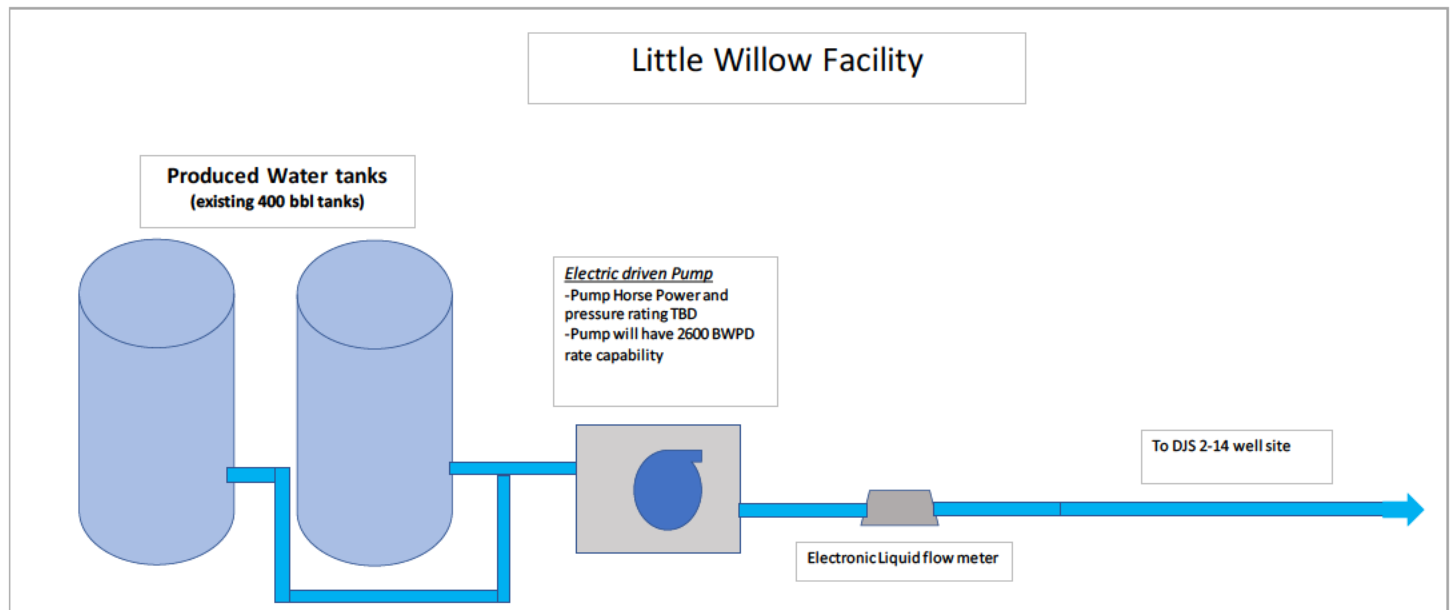 Little Willow Facility
Produced Water tanks
(existing 400 bbl tanks)
Electric driven Pump
-Pump Horse Power and
pressure rating TBD
-Pump will have 2600 BWPD
rate capability
To DJS 2-14 well site
Electronic Liquid flow meter